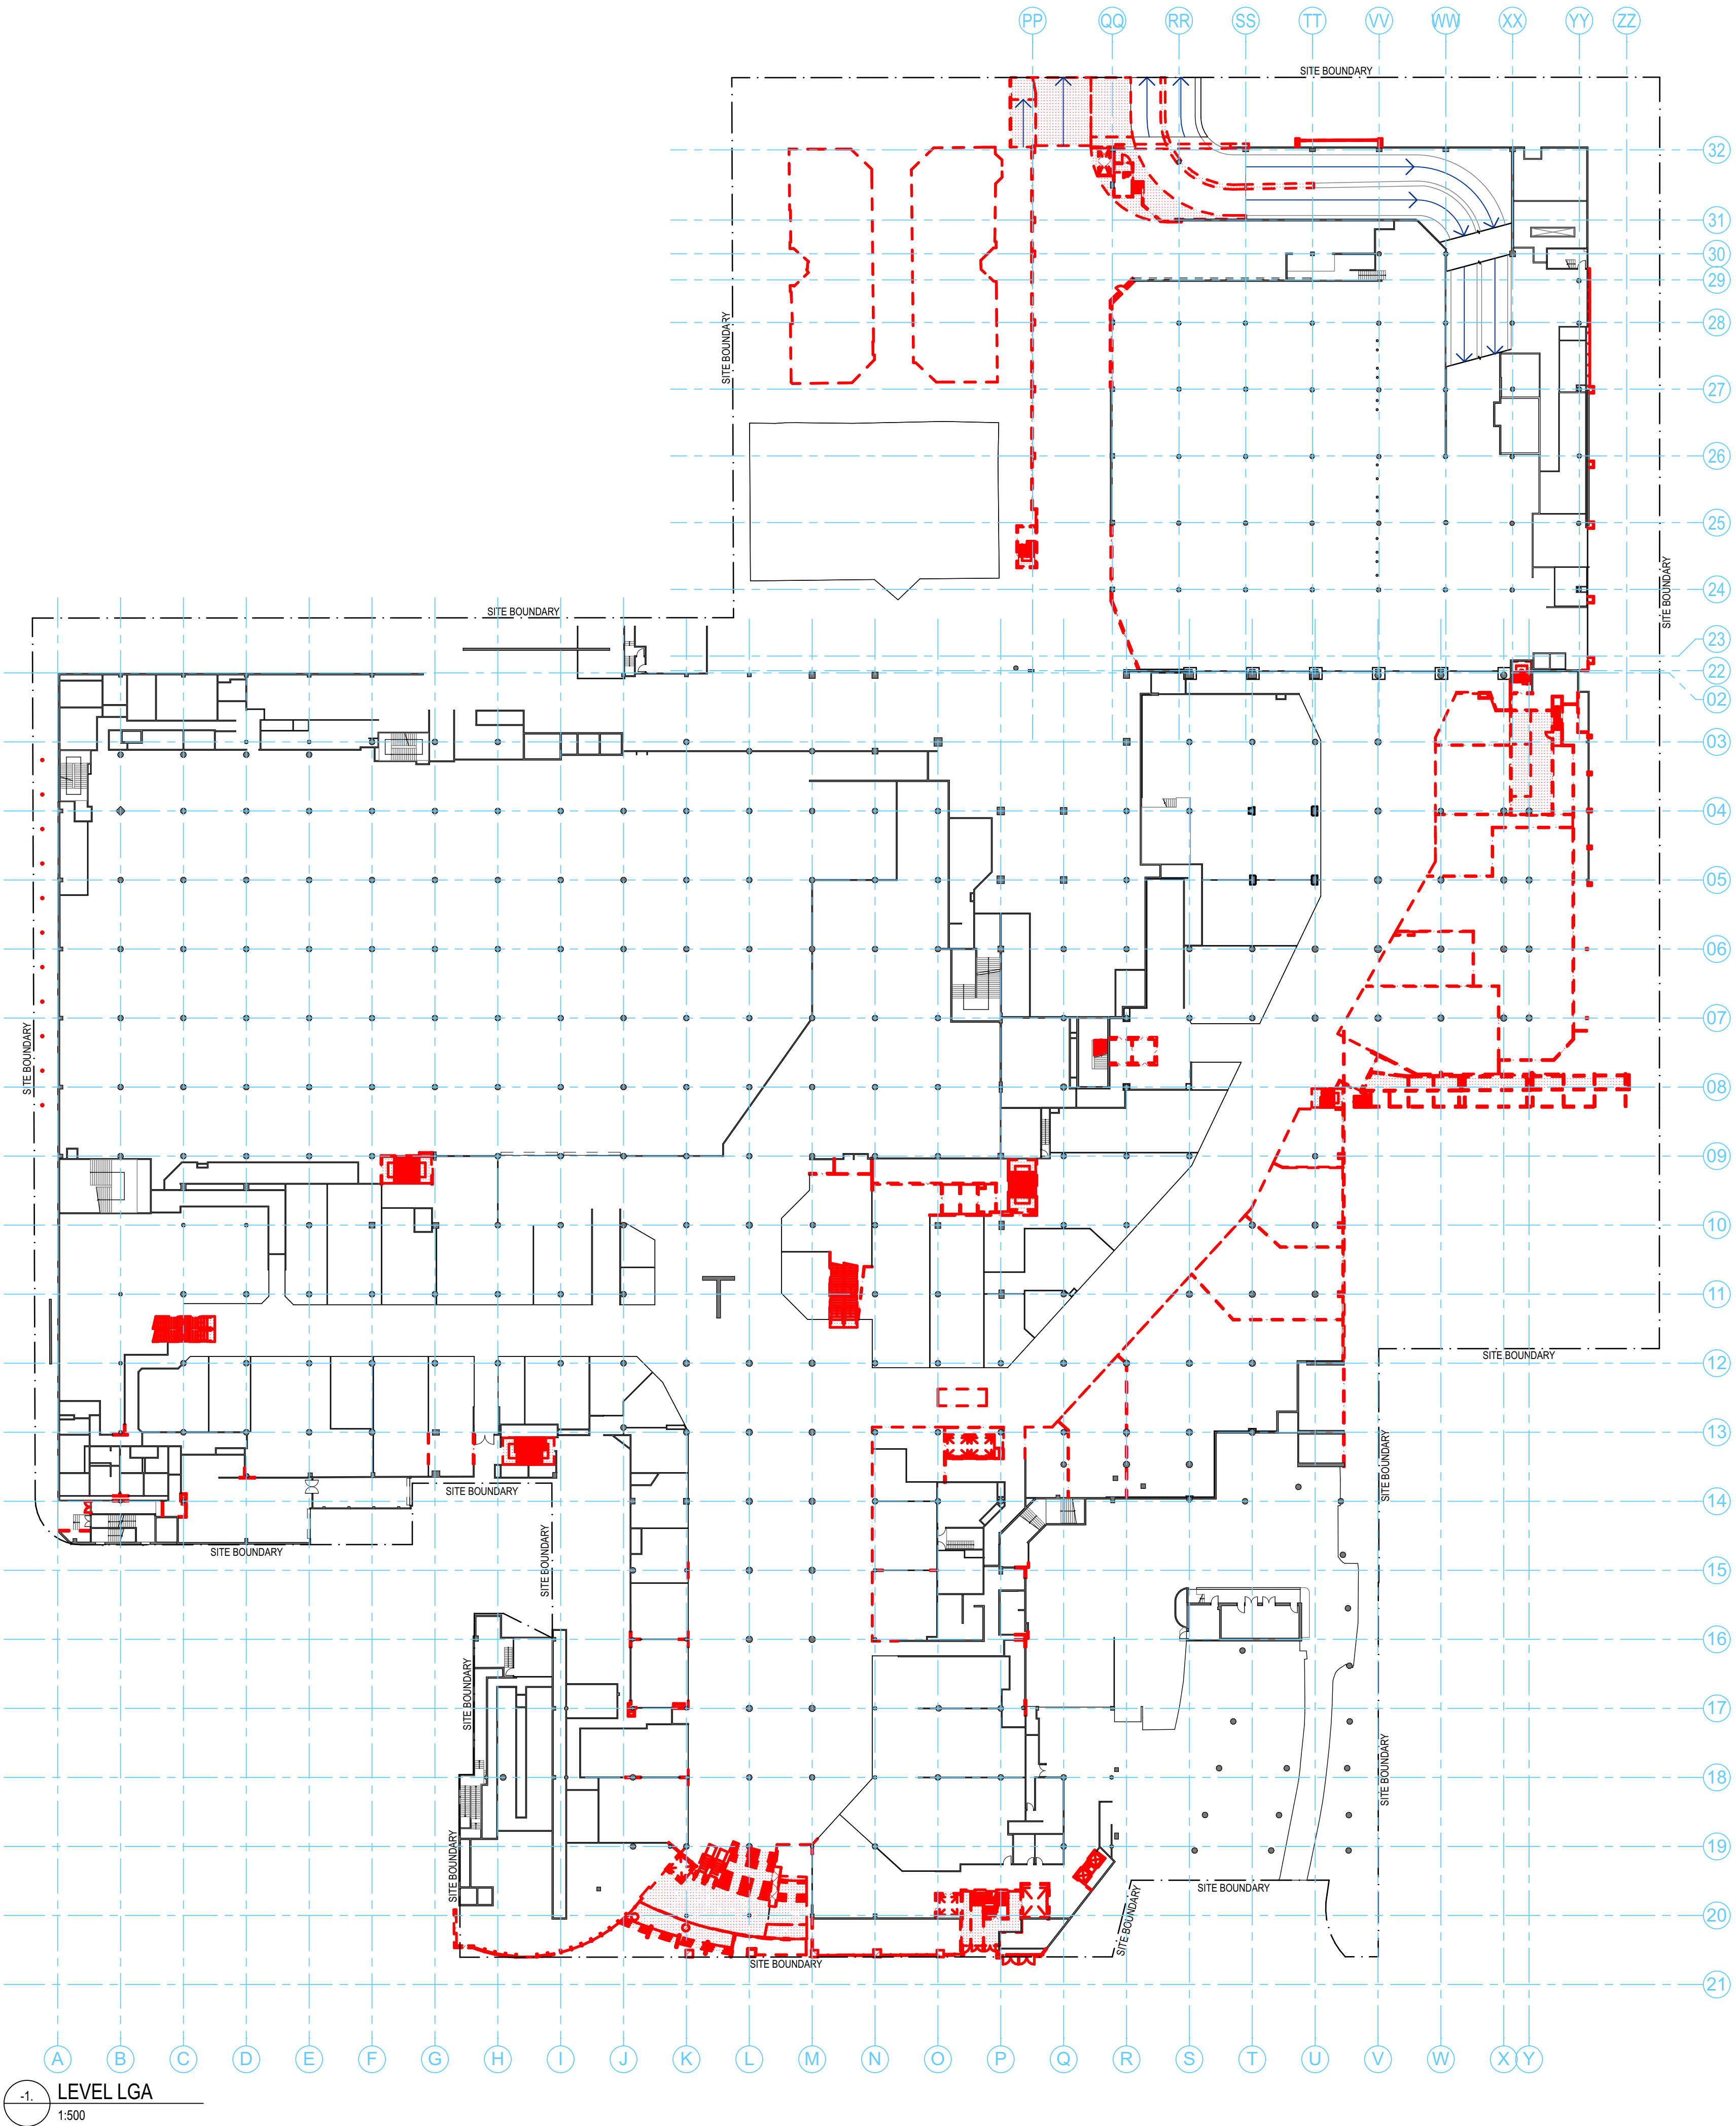 PP QQ RR SS TT VV WW XX YY ZZ
SITE BOUNDARY
32
31
30
29
28
SITE BOUNDARY
27
26
25
24
SITE BOUNDARY
SITE BOUNDARY
23
22
02
03
04
05
06
07
SITE BOUNDARY
08
09
10
11
12
SITE BOUNDARY
13
SITE BOUNDARY
SITE BOUNDARY
14
SITE BOUNDARY
SITE BOUNDARY
15
16
SITE BOUNDARY
17
SITE BOUNDARY
18
SITE BOUNDARY
19
SITE BOUNDARY
SITE BOUNDARY
20
SITE BOUNDARY
21
A B C D E F G H I J K L M N O P Q R S T U V W X Y
-1.
LEVEL LGA
1:500